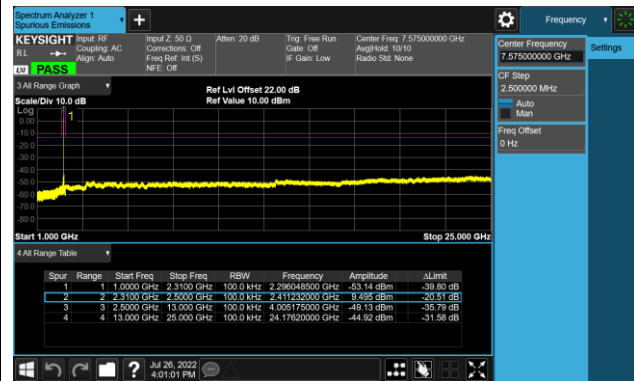 Spectrum Analyzer 1
Spurious Emissions
Frequency
KEYSIGHT
Input: RF
Coupling: AC
Align: Auto
Input Z: 50 Ω
Corrections: Off
Freq Ref: Int (S)
NFE: Off
Atten: 20 dB
Trig: Free Run
Gate: Off
IF Gain: Low
Center Freq: 7.575000000 GHz
Avg|Hold: 10/10
Radio Std: None
RL
LXI PASS
Center Frequency
7.575000000 GHz
Settings
CF Step
2.500000 MHz
Auto
Man
Freq Offset
0 Hz
3 All Range Graph
Scale/Div 10.0 dB
Ref Lvl Offset 22.00 dB
Ref Value 10.00 dBm
Log
1
0.00
-10.0
-20.0
-30.0
-40.0
-50.0
-60.0
-70.0
-80.0
Start 1.000 GHz
Stop 25.000 GHz
4 All Range Table
Spur Range Start Freq Stop Freq RBW Frequency Amplitude ΔLimit
1 1 1.0000 GHz 2.3100 GHz 100.0 kHz 2.296048500 GHz -53.14 dBm -39.80 dB
2 2 2.3100 GHz 2.5000 GHz 100.0 kHz 2.411232000 GHz 9.495 dBm -20.51 dB
3 3 2.5000 GHz 13.000 GHz 100.0 kHz 4.005175000 GHz -49.13 dBm -35.79 dB
4 4 13.000 GHz 25.000 GHz 100.0 kHz 24.17620000 GHz -44.92 dBm -31.58 dB
?
Jul 26, 2022
4:01:01 PM